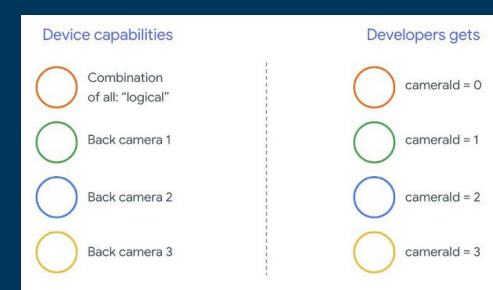 Device capabilities
Combination
of all: “logical”
Back camera 1
Back camera 2
Back camera 3
Developers gets
cameraId = 0
cameraId = 1
cameraId = 2
cameraId = 3